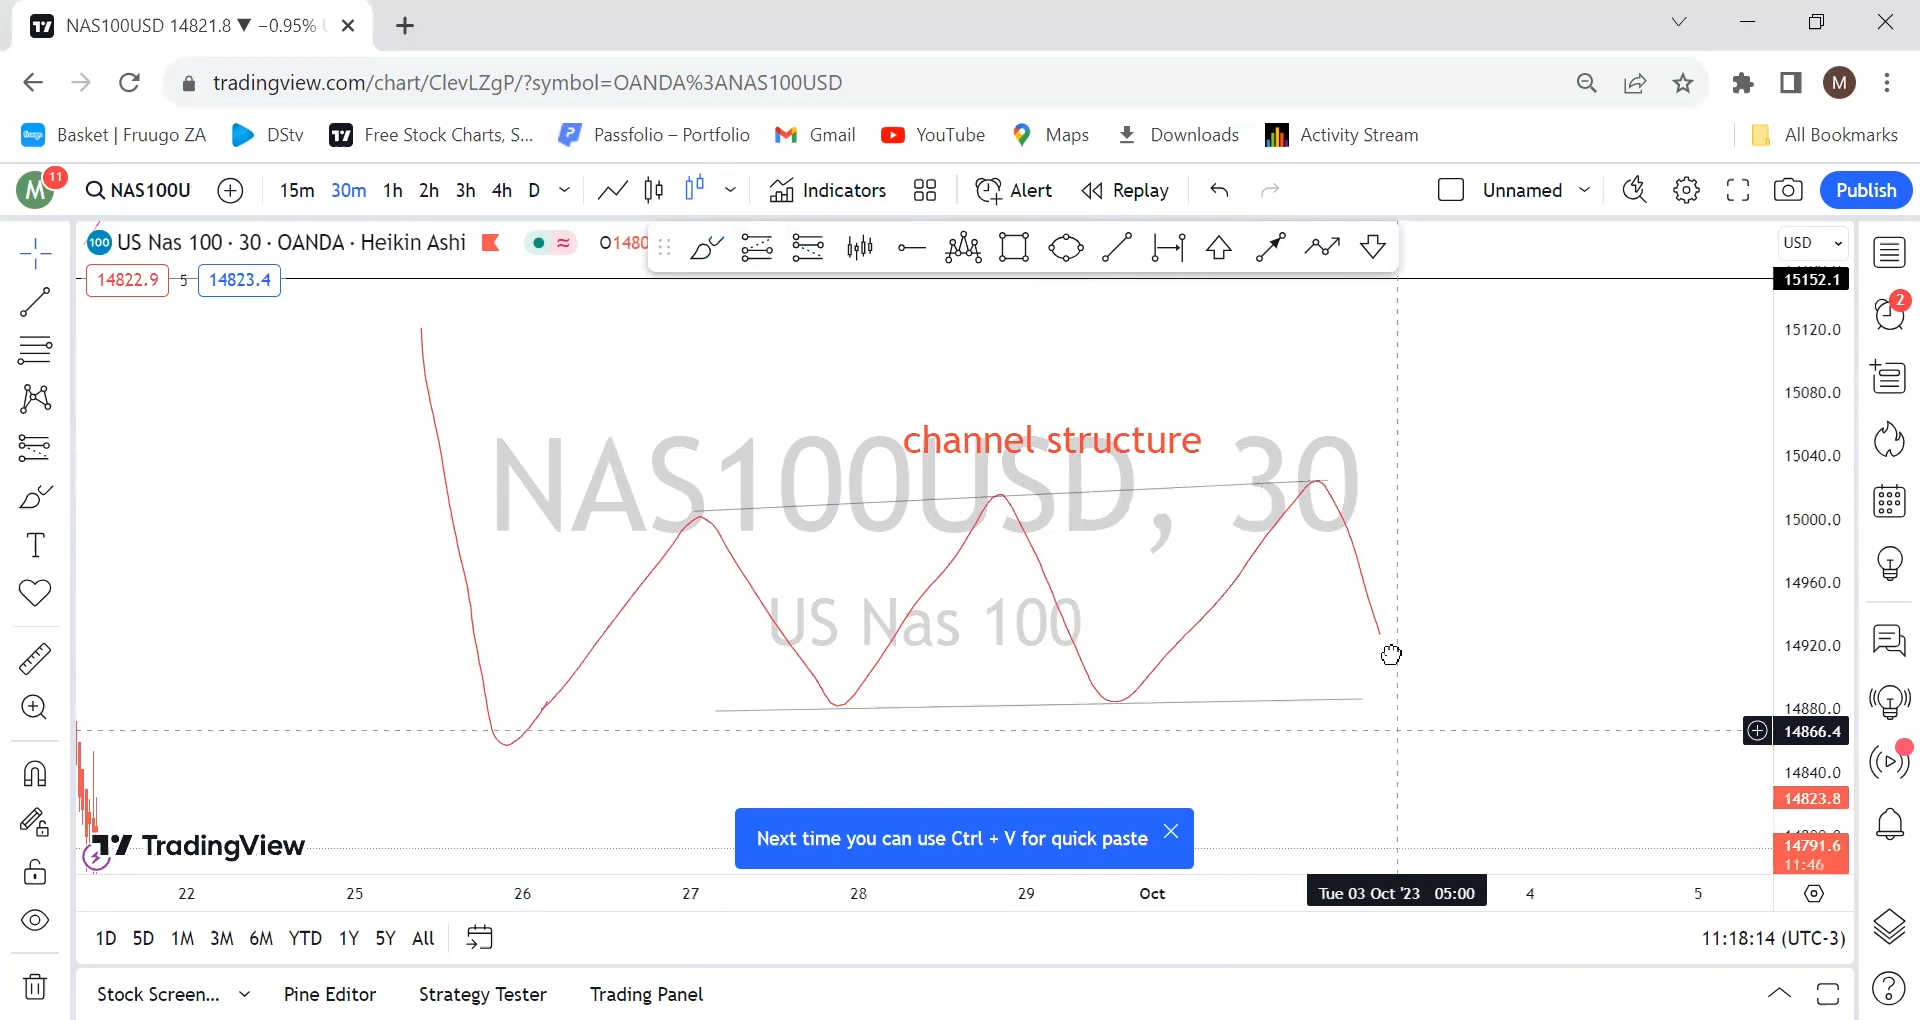 NAS100USD 14821.8 ▼ −0.95%
tradingview.com/chart/ClevLZgP/?symbol=OANDA%3ANAS100USD
M
Basket | Fruugo ZA
DStv
Free Stock Charts, S...
Passfolio – Portfolio
Gmail
YouTube
Maps
Downloads
Activity Stream
All Bookmarks
M
11
NAS100U
15m 30m 1h 2h 3h 4h D
Indicators
Alert
Replay
Unnamed
Publish
100 US Nas 100 · 30 · OANDA · Heikin Ashi
O1480
USD
14822.9 5 14823.4
15152.1
2
15120.0
15080.0
channel structure
NAS100USD, 30
15040.0
15000.0
14960.0
US Nas 100
14920.0
14880.0
14866.4
14840.0
14823.8
Next time you can use Ctrl + V for quick paste
TradingView
14791.6
11:46
22 25 26 27 28 29 Oct Tue 03 Oct '23 05:00 4 5
1D 5D 1M 3M 6M YTD 1Y 5Y All
11:18:14 (UTC-3)
Stock Screen... Pine Editor Strategy Tester Trading Panel